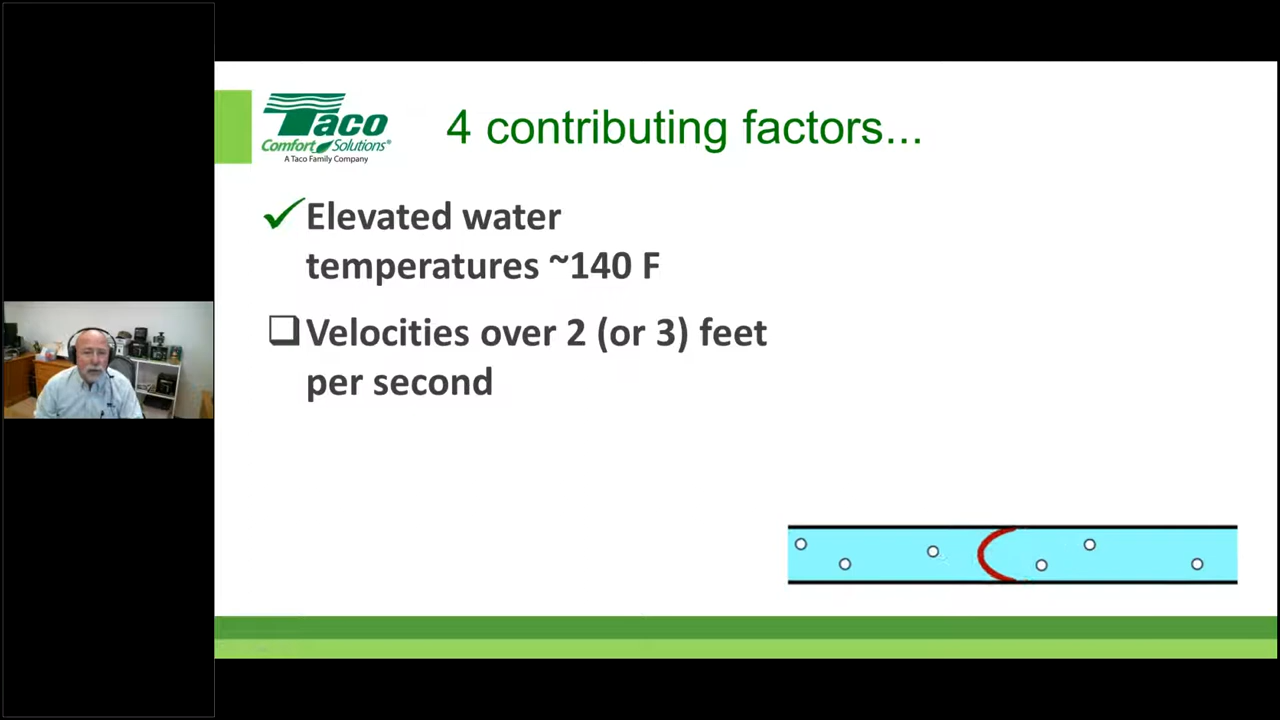 Taco
Comfort Solutions®
A Taco Family Company
4 contributing factors...
Elevated water
temperatures ~140 F
Velocities over 2 (or 3) feet
per second